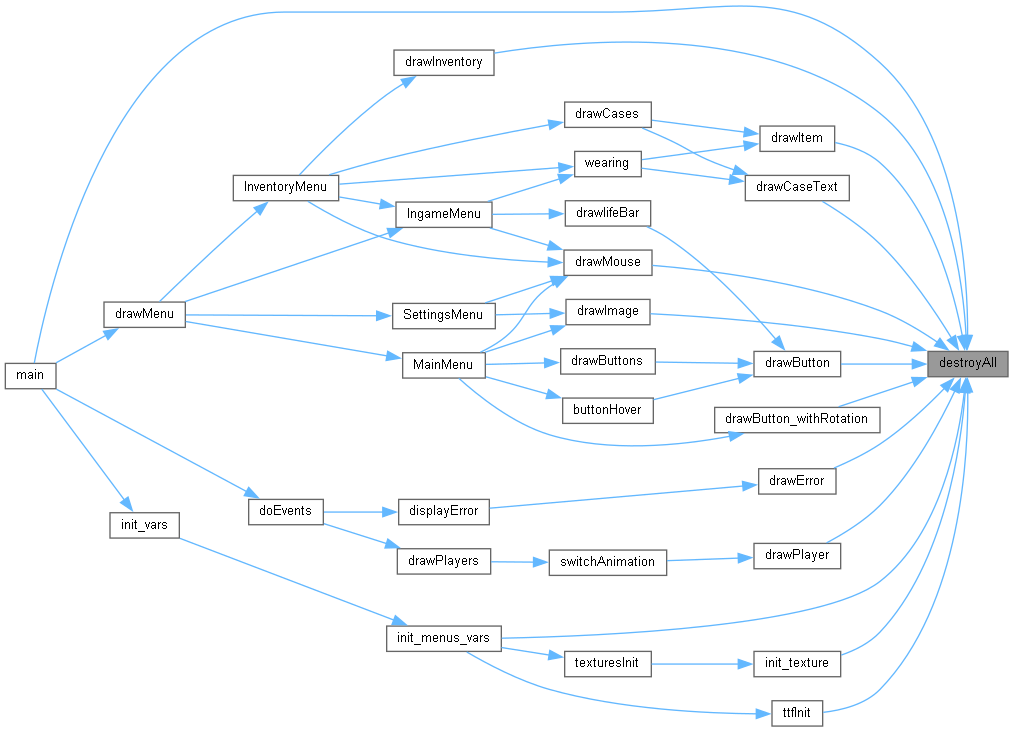 drawInventory
drawCases
drawItem
wearing
InventoryMenu
drawCaseText
IngameMenu
drawlifeBar
drawMouse
drawMenu
SettingsMenu
drawImage
main
MainMenu
drawButtons
drawButton
destroyAll
buttonHover
drawButton_withRotation
drawError
doEvents
displayError
init_vars
drawPlayers
switchAnimation
drawPlayer
init_menus_vars
texturesInit
init_texture
ttfInit